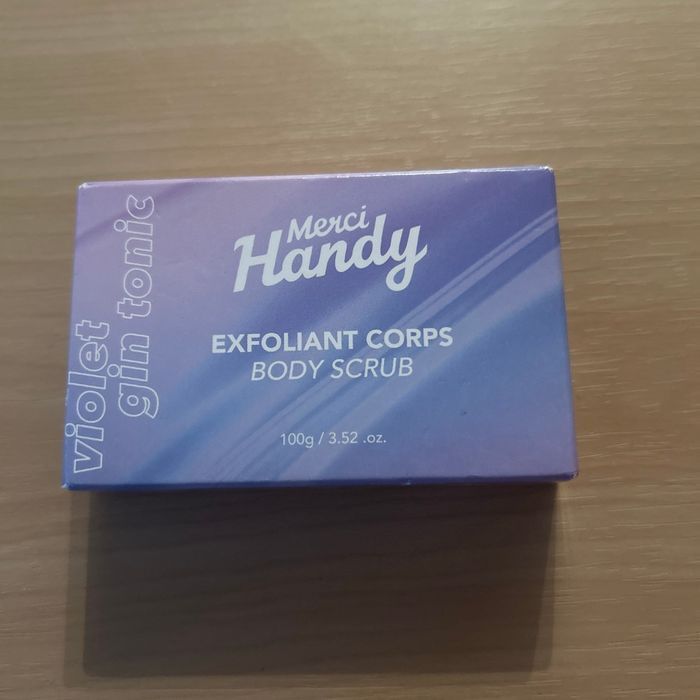 Merci
Handy
EXFOLIANT CORPS
BODY SCRUB
100g / 3.52 .oz.
violet
gin tonic